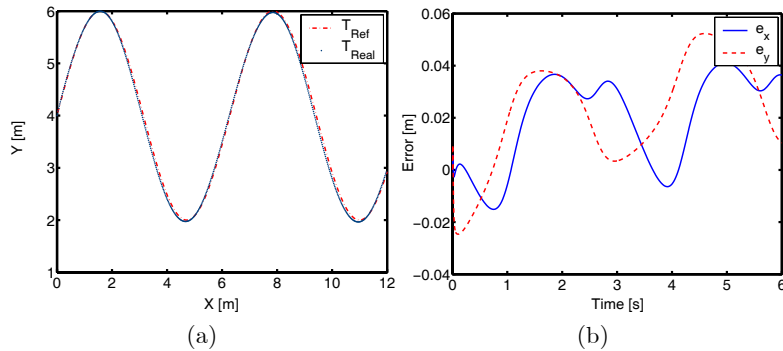 6
5
4
3
2
1
0 2 4 6 8 10 12
Y [m]
X [m]
T_Ref
T_Real
(a)
0.06
0.04
0.02
0
-0.02
-0.04
0 1 2 3 4 5 6
Error [m]
Time [s]
e_x
e_y
(b)